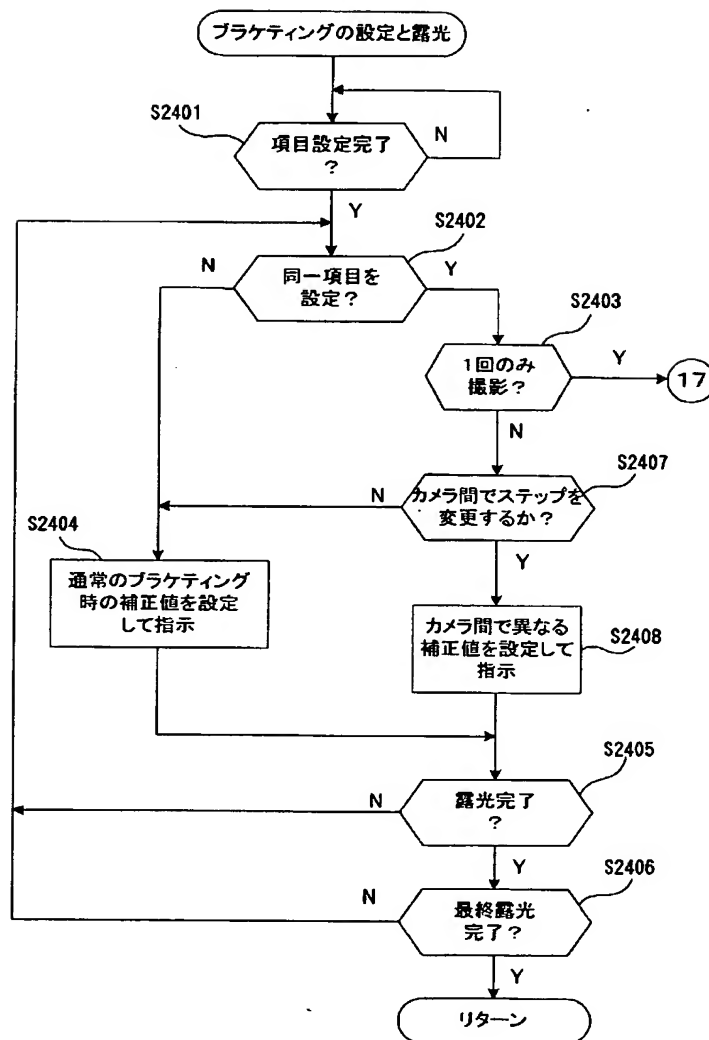 ブラケティングの設定と露光
S2401
項目設定完了
?
N
Y
S2402
N
同一項目を
設定?
Y
S2403
1回のみ
撮影?
Y
17
N
S2407
N
カメラ間でステップを
変更するか?
S2404
Y
通常のブラケティング
時の補正値を設定
して指示
カメラ間で異なる
補正値を設定して
指示
S2408
S2405
N
露光完了
?
Y
S2406
N
最終露光
完了?
Y
リターン